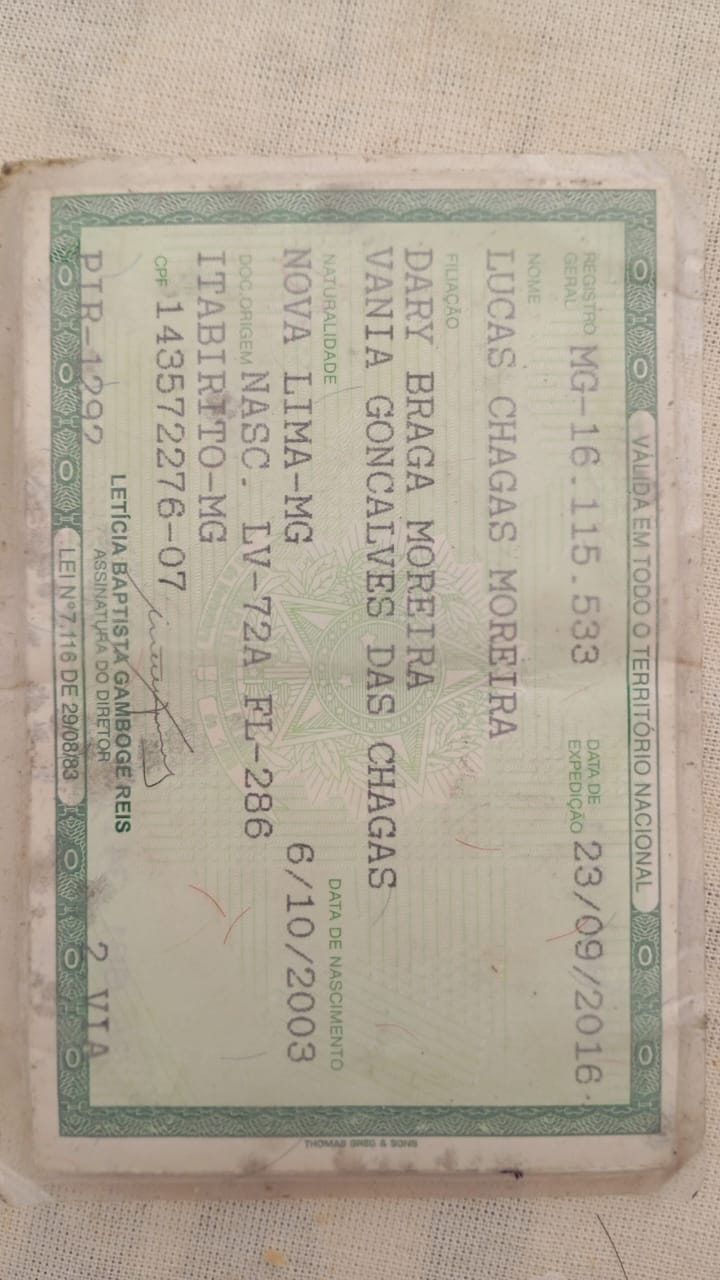 VÁLIDA EM TODO O TERRITÓRIO NACIONAL
REGISTRO GERAL MG-16.115.533 DATA DE EXPEDIÇÃO 23/09/2016
NOME
LUCAS CHAGAS MOREIRA
FILIAÇÃO
DARY BRAGA MOREIRA
VANIA GONCALVES DAS CHAGAS
NATURALIDADE DATA DE NASCIMENTO
NOVA LIMA-MG 6/10/2003
DOC.ORIGEM NASC. LV-72A FL-286
ITABIRITO-MG
CPF 143572276-07
LETÍCIA BAPTISTA GAMBOGE REIS
PIR-1292 ASSINATURA DO DIRETOR 2 VIA
LEI Nº 7.116 DE 29/08/83
THOMAS GREG & SONS